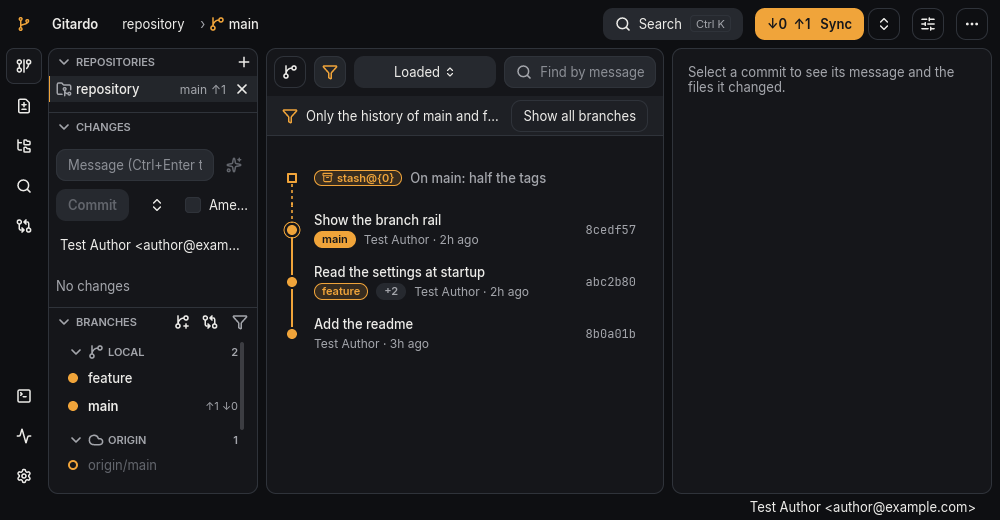 Gitardo repository › main Search Ctrl K ↓0 ↑1 Sync
REPOSITORIES
repository main ↑1
CHANGES
Message (Ctrl+Enter t
Commit Ame...
Test Author <author@exam...
No changes
BRANCHES
LOCAL 2
feature
main ↑1 ↓0
ORIGIN 1
origin/main
Loaded Find by message
Only the history of main and f... Show all branches
stash@{0} On main: half the tags
Show the branch rail
main Test Author · 2h ago 8cedf57
Read the settings at startup
feature +2 Test Author · 2h ago abc2b80
Add the readme
Test Author · 3h ago 8b0a01b
Select a commit to see its message and the
files it changed.
Test Author <author@example.com>